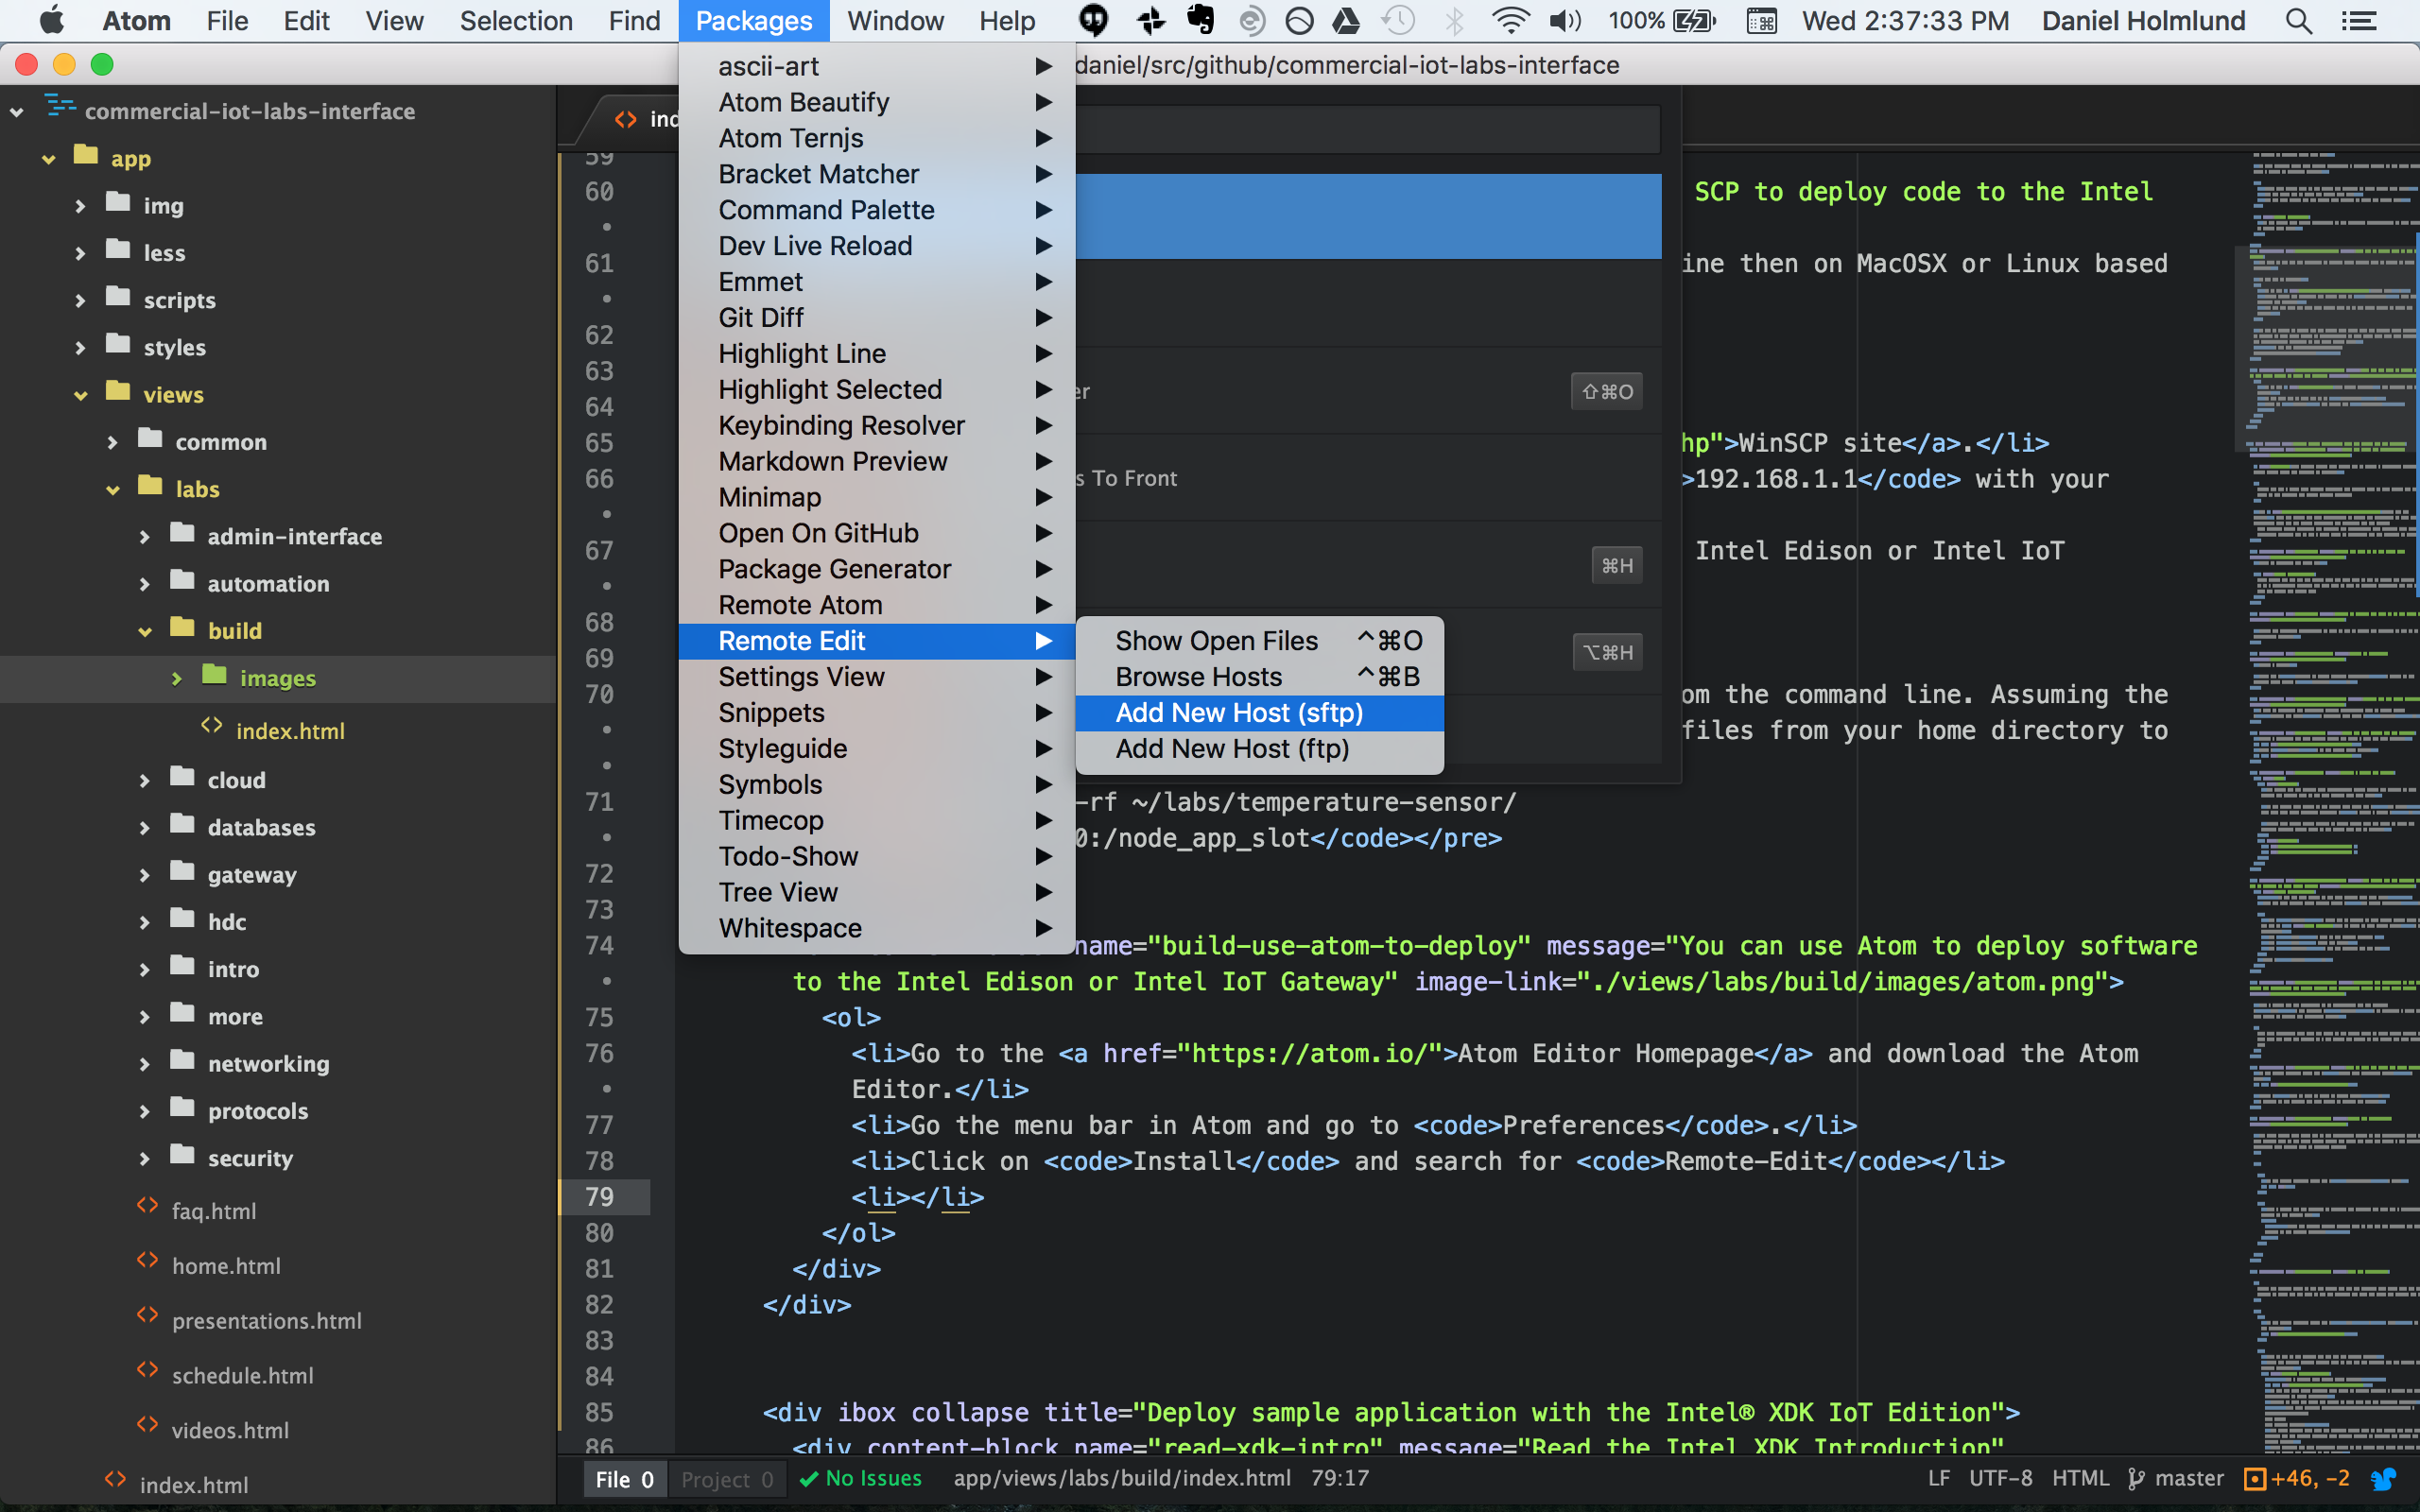 Atom File Edit View Selection Find Packages Window Help 100% Wed 2:37:33 PM Daniel Holmlund
daniel/src/github/commercial-iot-labs-interface
commercial-iot-labs-interface
app
img
less
scripts
styles
views
common
labs
admin-interface
automation
build
images
index.html
cloud
databases
gateway
hdc
intro
more
networking
protocols
security
faq.html
home.html
presentations.html
schedule.html
videos.html
index.html
ascii-art
Atom Beautify
Atom Ternjs
Bracket Matcher
Command Palette
Dev Live Reload
Emmet
Git Diff
Highlight Line
Highlight Selected
Keybinding Resolver
Markdown Preview
Minimap
Open On GitHub
Package Generator
Remote Atom
Remote Edit
Settings View
Snippets
Styleguide
Symbols
Timecop
Todo-Show
Tree View
Whitespace
Show Open Files ^⌘O
Browse Hosts ^⌘B
Add New Host (sftp)
Add New Host (ftp)
⇧⌘O
s To Front
⌘H
⌥⌘H
59
60 SCP to deploy code to the Intel
61 ine then on MacOSX or Linux based
62
63
64
65 hp">WinSCP site</a>.</li>
66 >192.168.1.1</code> with your
67 Intel Edison or Intel IoT
68
69
70 om the command line. Assuming the
files from your home directory to
71 -rf ~/labs/temperature-sensor/
0:/node_app_slot</code></pre>
72
73
74 name="build-use-atom-to-deploy" message="You can use Atom to deploy software
to the Intel Edison or Intel IoT Gateway" image-link="./views/labs/build/images/atom.png">
75 <ol>
76 <li>Go to the <a href="https://atom.io/">Atom Editor Homepage</a> and download the Atom
Editor.</li>
77 <li>Go the menu bar in Atom and go to <code>Preferences</code>.</li>
78 <li>Click on <code>Install</code> and search for <code>Remote-Edit</code></li>
79 <li></li>
80 </ol>
81 </div>
82 </div>
83
84
85 <div ibox collapse title="Deploy sample application with the Intel® XDK IoT Edition">
86 <div content-block name="read-xdk-intro" message="Read the Intel XDK Introduction"
File 0 Project 0 No Issues app/views/labs/build/index.html 79:17 LF UTF-8 HTML master +46, -2